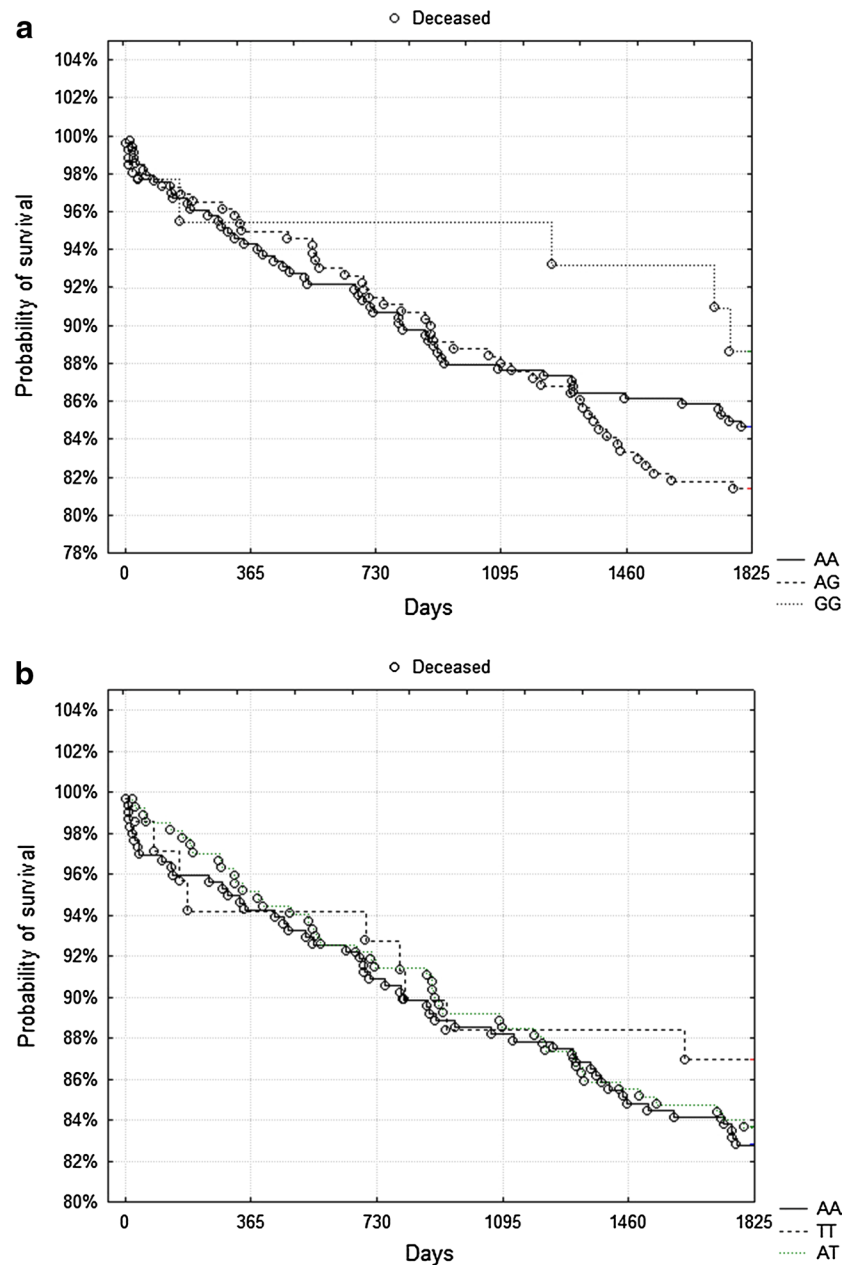 a
Deceased
104%
102%
100%
98%
96%
94%
92%
90%
88%
86%
84%
82%
80%
78%
Probability of survival
0 365 730 1095 1460 1825
Days
AA
AG
GG
b
Deceased
104%
102%
100%
98%
96%
94%
92%
90%
88%
86%
84%
82%
80%
Probability of survival
0 365 730 1095 1460 1825
Days
AA
TT
AT